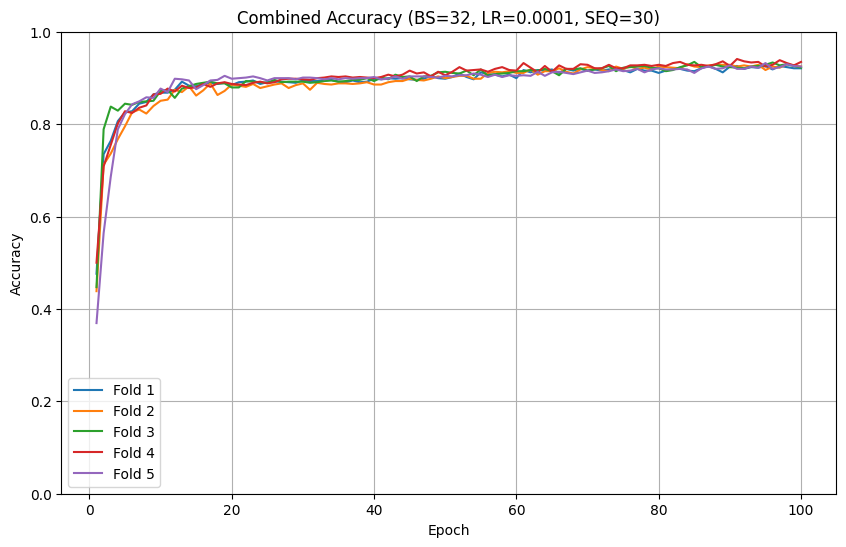 Combined Accuracy (BS=32, LR=0.0001, SEQ=30)
1.0
0.8
0.6
0.4
0.2
0.0
Accuracy
Fold 1
Fold 2
Fold 3
Fold 4
Fold 5
0 20 40 60 80 100
Epoch